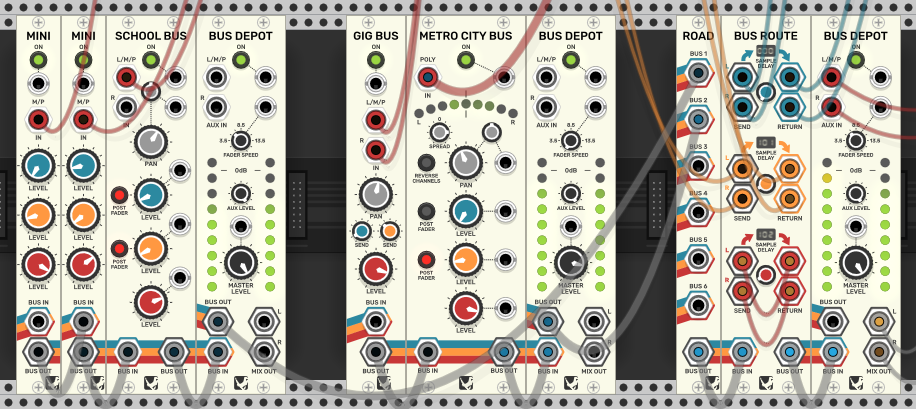 MINI
ON
M/P
IN
LEVEL
LEVEL
LEVEL
BUS IN
BUS OUT
MINI
ON
M/P
IN
LEVEL
LEVEL
LEVEL
BUS IN
BUS OUT
SCHOOL BUS
ON
L/M/P
R
IN
PAN
POST
FADER
LEVEL
POST
FADER
LEVEL
LEVEL
BUS IN
BUS OUT
BUS DEPOT
ON
L/M/P
R
AUX IN
8.5
3.5
13.5
FADER SPEED
0dB
AUX LEVEL
MASTER
LEVEL
BUS OUT
L
R
BUS IN
MIX OUT
GIG BUS
ON
L/M/P
R
IN
PAN
SEND
SEND
LEVEL
BUS IN
BUS OUT
METRO CITY BUS
ON
POLY
IN
L
R
0
SPREAD
REVERSE
CHANNELS
PAN
POST
FADER
LEVEL
POST
FADER
LEVEL
LEVEL
BUS IN
BUS OUT
BUS DEPOT
ON
L/M/P
R
AUX IN
8.5
3.5
13.5
FADER SPEED
0dB
AUX LEVEL
MASTER
LEVEL
BUS OUT
L
R
BUS IN
MIX OUT
ROAD
BUS 1
BUS 2
BUS 3
BUS 4
BUS 5
BUS 6
BUS OUT
BUS ROUTE
SAMPLE
DELAY
L
R
SEND
RETURN
SAMPLE
DELAY
L
R
SEND
RETURN
SAMPLE
DELAY
L
R
SEND
RETURN
BUS IN
BUS OUT
BUS DEPOT
ON
L/M/P
R
AUX IN
8.5
3.5
13.5
FADER SPEED
0dB
AUX LEVEL
MASTER
LEVEL
BUS OUT
L
R
BUS IN
MIX OUT